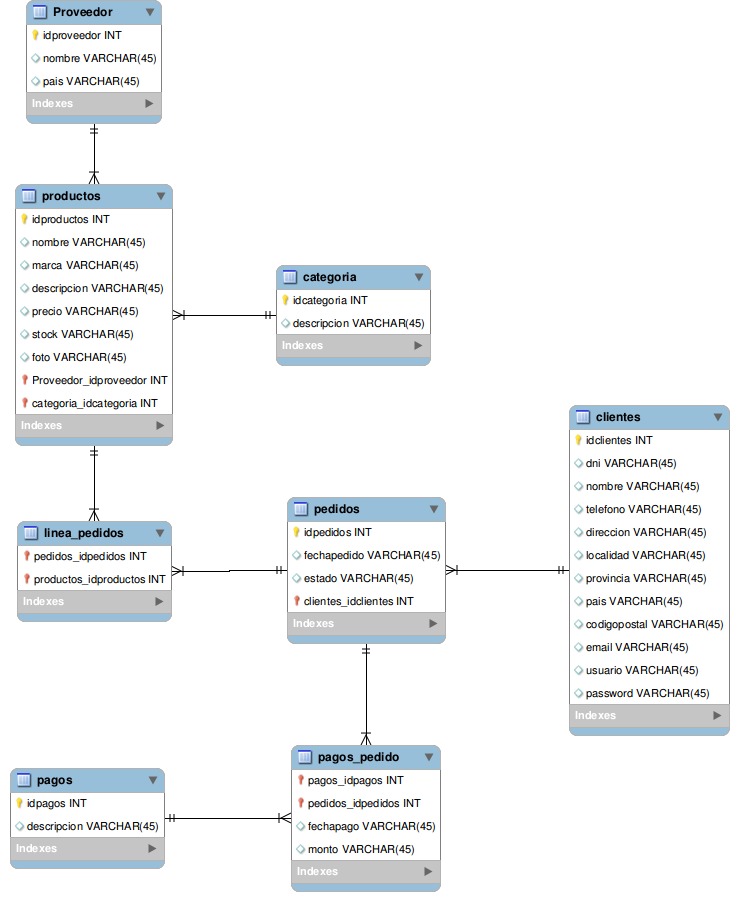 Proveedor
idproveedor INT
nombre VARCHAR(45)
pais VARCHAR(45)
Indexes
productos
idproductos INT
nombre VARCHAR(45)
marca VARCHAR(45)
descripcion VARCHAR(45)
precio VARCHAR(45)
stock VARCHAR(45)
foto VARCHAR(45)
Proveedor_idproveedor INT
categoria_idcategoria INT
Indexes
categoria
idcategoria INT
descripcion VARCHAR(45)
Indexes
clientes
idclientes INT
dni VARCHAR(45)
nombre VARCHAR(45)
telefono VARCHAR(45)
direccion VARCHAR(45)
localidad VARCHAR(45)
provincia VARCHAR(45)
pais VARCHAR(45)
codigopostal VARCHAR(45)
email VARCHAR(45)
usuario VARCHAR(45)
password VARCHAR(45)
Indexes
linea_pedidos
pedidos_idpedidos INT
productos_idproductos INT
Indexes
pedidos
idpedidos INT
fechapedido VARCHAR(45)
estado VARCHAR(45)
clientes_idclientes INT
Indexes
pagos
idpagos INT
descripcion VARCHAR(45)
Indexes
pagos_pedido
pagos_idpagos INT
pedidos_idpedidos INT
fechapago VARCHAR(45)
monto VARCHAR(45)
Indexes